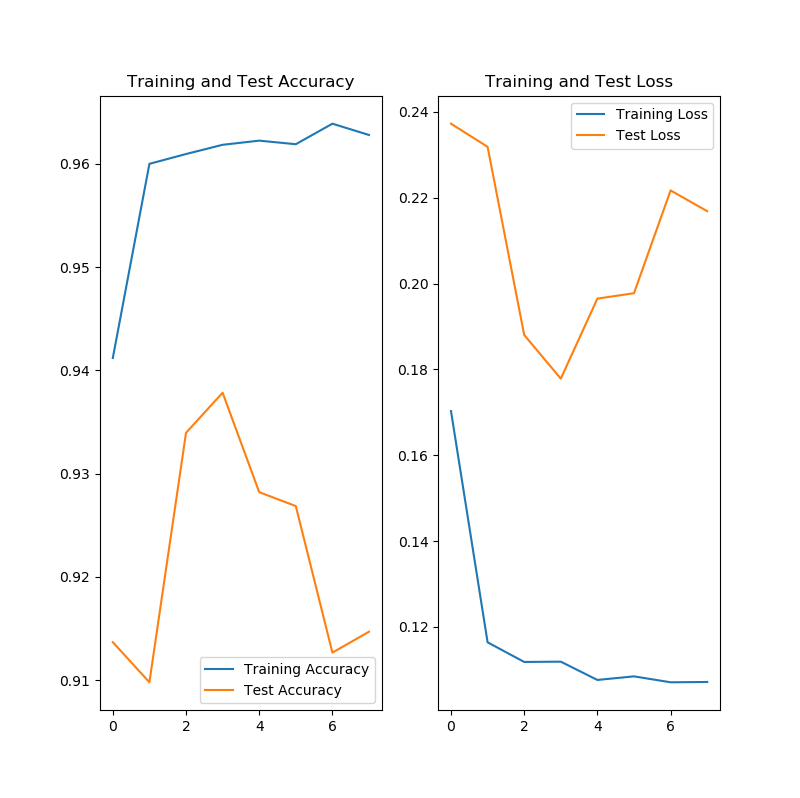 Training and Test Accuracy
0.96
0.95
0.94
0.93
0.92
0.91
0 2 4 6
Training Accuracy
Test Accuracy
Training and Test Loss
0.24
0.22
0.20
0.18
0.16
0.14
0.12
0 2 4 6
Training Loss
Test Loss